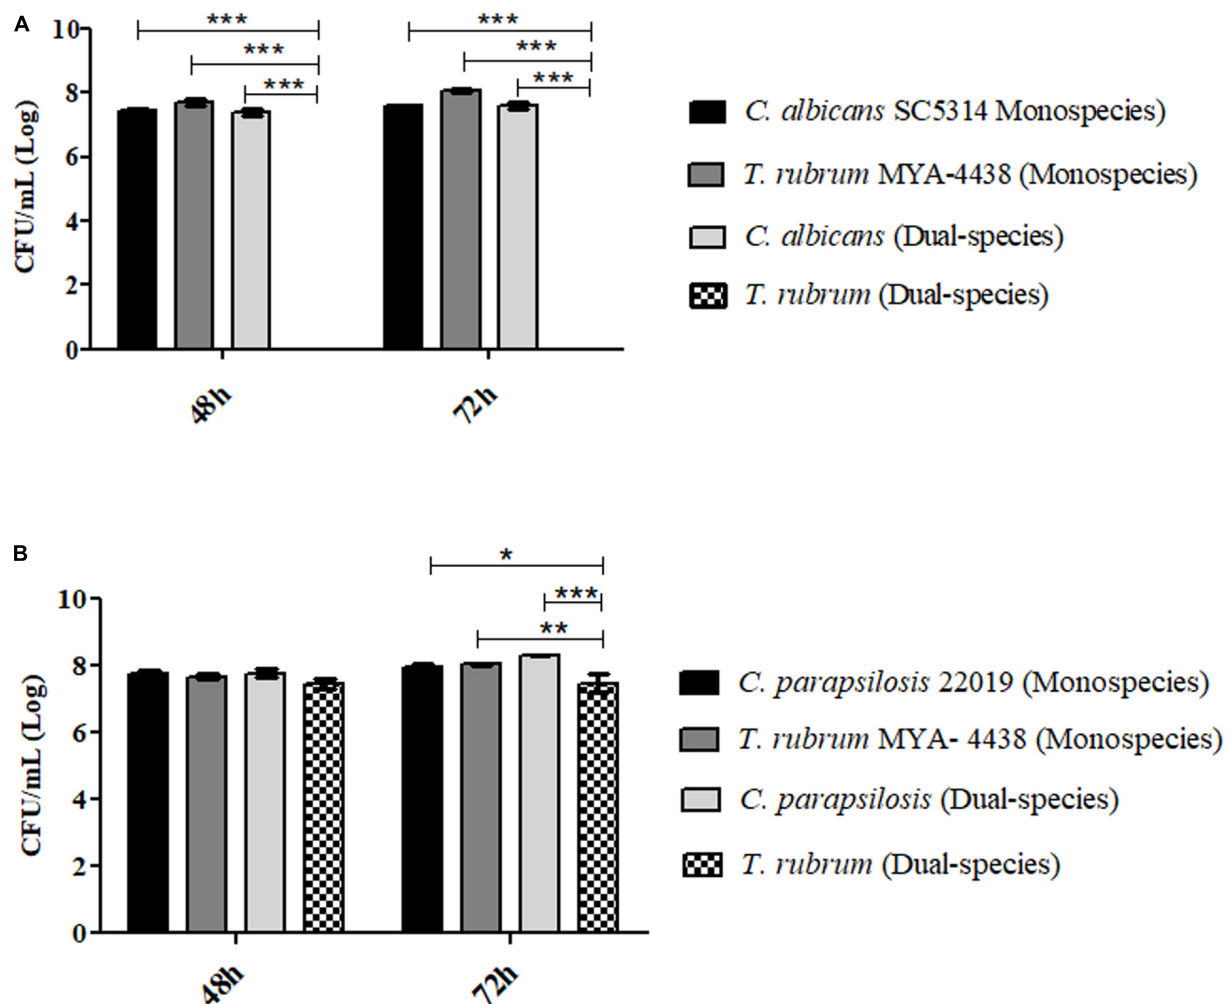 A
CFU/mL (Log)
10
8
6
4
2
0
***
***
***
***
***
***
48h
72h
C. albicans SC5314 Monospecies)
T. rubrum MYA-4438 (Monospecies)
C. albicans (Dual-species)
T. rubrum (Dual-species)
B
CFU/mL (Log)
10
8
6
4
2
0
*
***
**
48h
72h
C. parapsilosis 22019 (Monospecies)
T. rubrum MYA- 4438 (Monospecies)
C. parapsilosis (Dual-species)
T. rubrum (Dual-species)